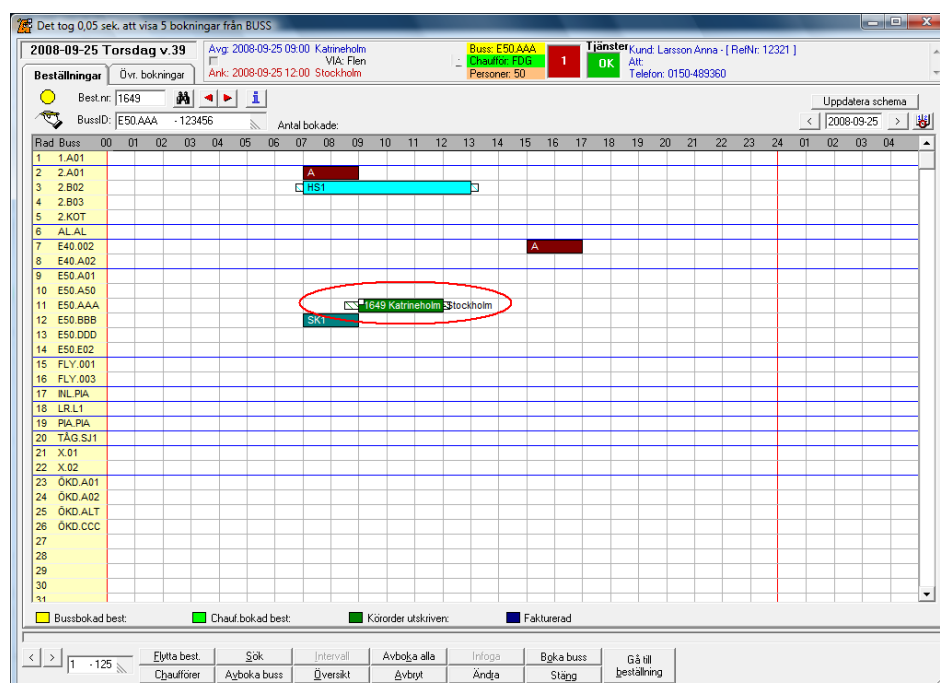 Det tog 0,05 sek. att visa 5 bokningar från BUSS
2008-09-25 Torsdag v.39
Avg: 2008-09-25 09:00 Katrineholm
VIA: Flen
Ank: 2008-09-25 12:00 Stockholm
Buss: E50.AAA
Chaufför: FDG
Personer: 50
1
Tjänster
OK
Kund: Larsson Anna - [ RefNr: 12321 ]
Att:
Telefon: 0150-489360
Beställningar Övr. bokningar
Best.nr: 1649
BussID: E50.AAA - 123456
Antal bokade:
Uppdatera schema
< 2008-09-25 >
Rad Buss 00 01 02 03 04 05 06 07 08 09 10 11 12 13 14 15 16 17 18 19 20 21 22 23 24 01 02 03 04
1 1.A01
2 2.A01 A
3 2.B02 HS1
4 2.B03
5 2.KOT
6 AL.AL
7 E40.002 A
8 E40.A02
9 E50.A01
10 E50.A50
11 E50.AAA 1649 Katrineholm - Stockholm
12 E50.BBB SK1
13 E50.DDD
14 E50.E02
15 FLY.001
16 FLY.003
17 INL.PIA
18 LR.L1
19 PIA.PIA
20 TÅG.SJ1
21 X.01
22 X.02
23 ÖKD.A01
24 ÖKD.A02
25 ÖKD.ALT
26 ÖKD.CCC
27
28
29
30
31
Bussbokad best: Chauf.bokad best: Körorder utskriven: Fakturerad
< > 1 - 125
Flytta best. Sök Intervall Avboka alla Infoga Boka buss Gå till beställning
Chaufförer Avboka buss Översikt Avbryt Ändra Stäng